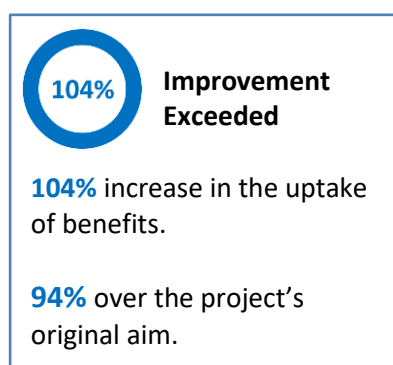 104%
Improvement
Exceeded
104% increase in the uptake
of benefits.
94% over the project’s
original aim.